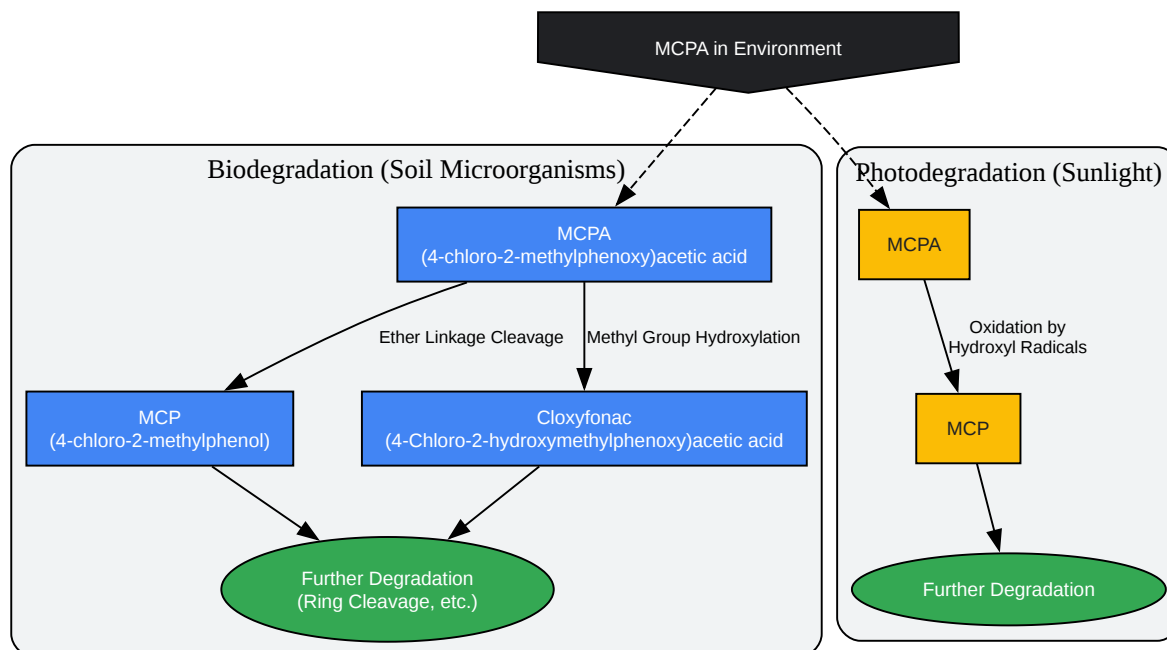 MCPA in Environment
Biodegradation (Soil Microorganisms)
Photodegradation (Sunlight)
MCPA
(4-chloro-2-methylphenoxy)acetic acid
MCPA
Ether Linkage Cleavage
Methyl Group Hydroxylation
Oxidation by
Hydroxyl Radicals
MCP
(4-chloro-2-methylphenol)
Cloxyfonac
(4-Chloro-2-hydroxymethylphenoxy)acetic acid
MCP
Further Degradation
(Ring Cleavage, etc.)
Further Degradation